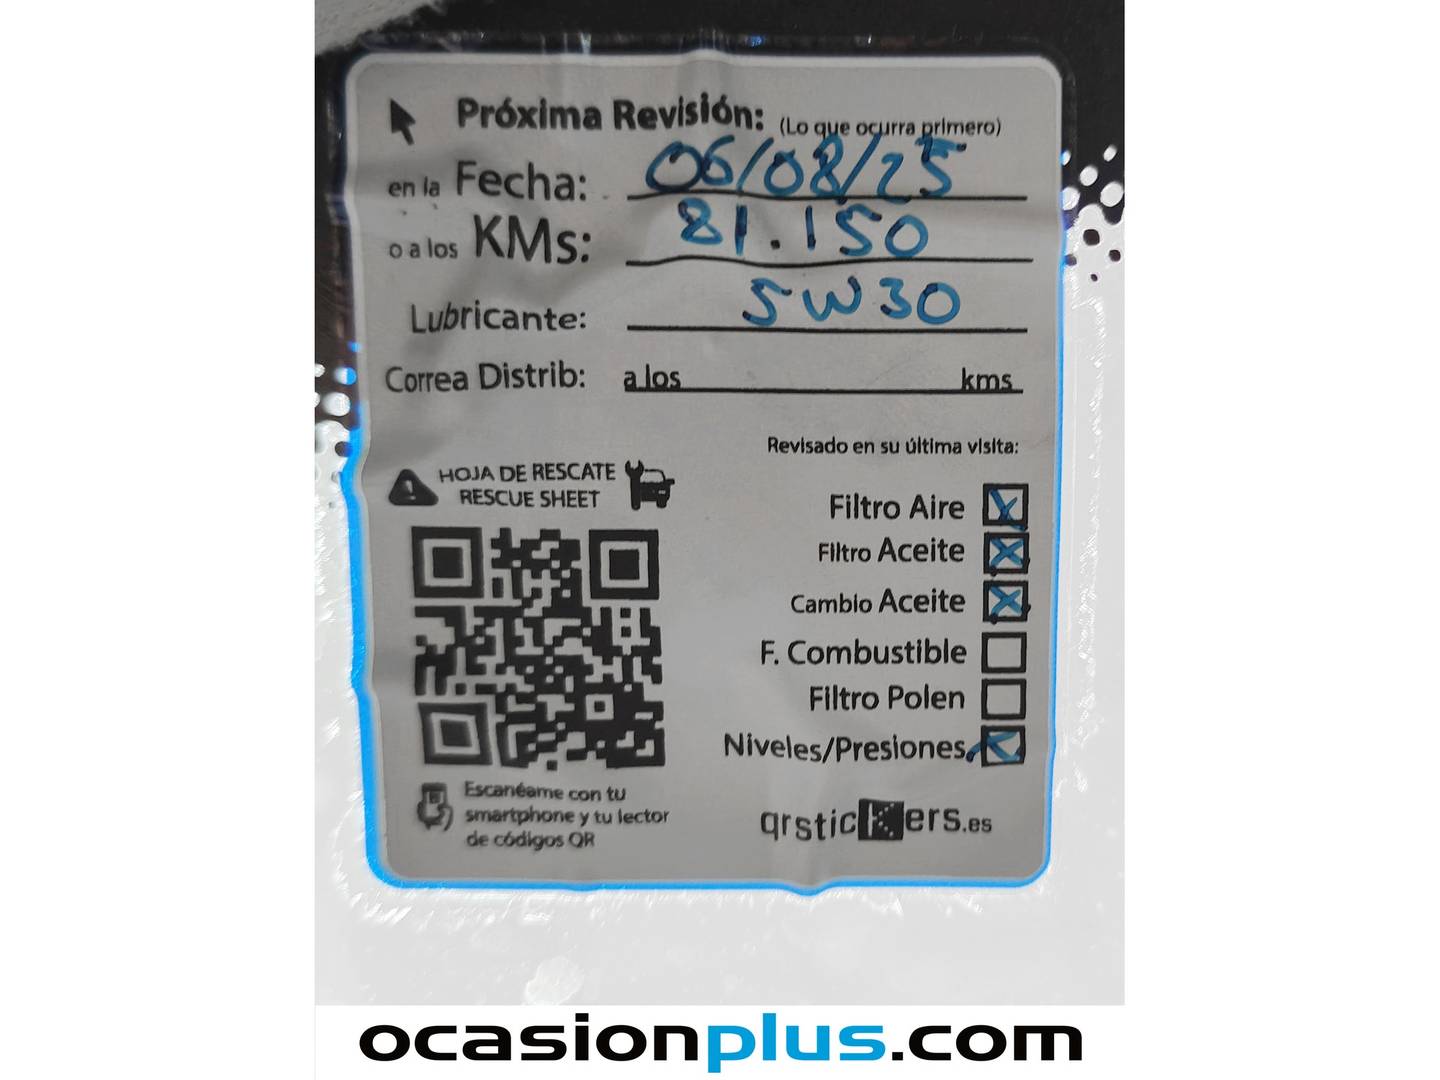 Próxima Revisión: (Lo que ocurra primero)
en la Fecha: 06/08/25
o a los KMs: 81.150
Lubricante: 5W30
Correa Distrib: a los kms
Revisado en su última visita:
HOJA DE RESCATE
RESCUE SHEET
Filtro Aire
Filtro Aceite
Cambio Aceite
F. Combustible
Filtro Polen
Niveles/Presiones
Escanéame con tu
smartphone y tu lector
de códigos QR
qrstickers.es
ocasionplus.com